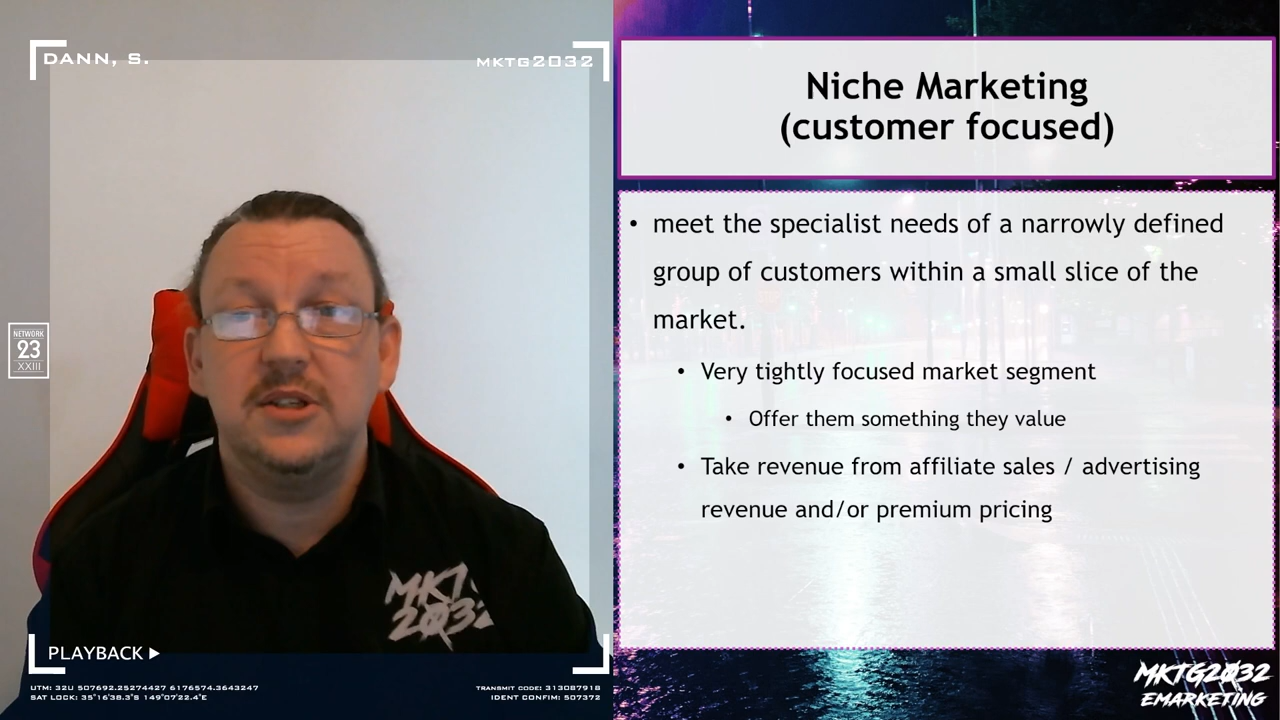 DANN, S.
MKTG2032
NETWORK
23
XXIII
MKTG
2032
PLAYBACK
UTM: 32U 507692.25274427 6176574.3643247
SAT LOCK: 35°16'38.3"S 149°07'22.4"E
TRANSMIT CODE: 313087918
IDENT CONFIM: 507372
Niche Marketing
(customer focused)
• meet the specialist needs of a narrowly defined
group of customers within a small slice of the
market.
• Very tightly focused market segment
• Offer them something they value
• Take revenue from affiliate sales / advertising
revenue and/or premium pricing
MKTG2032
EMARKETING